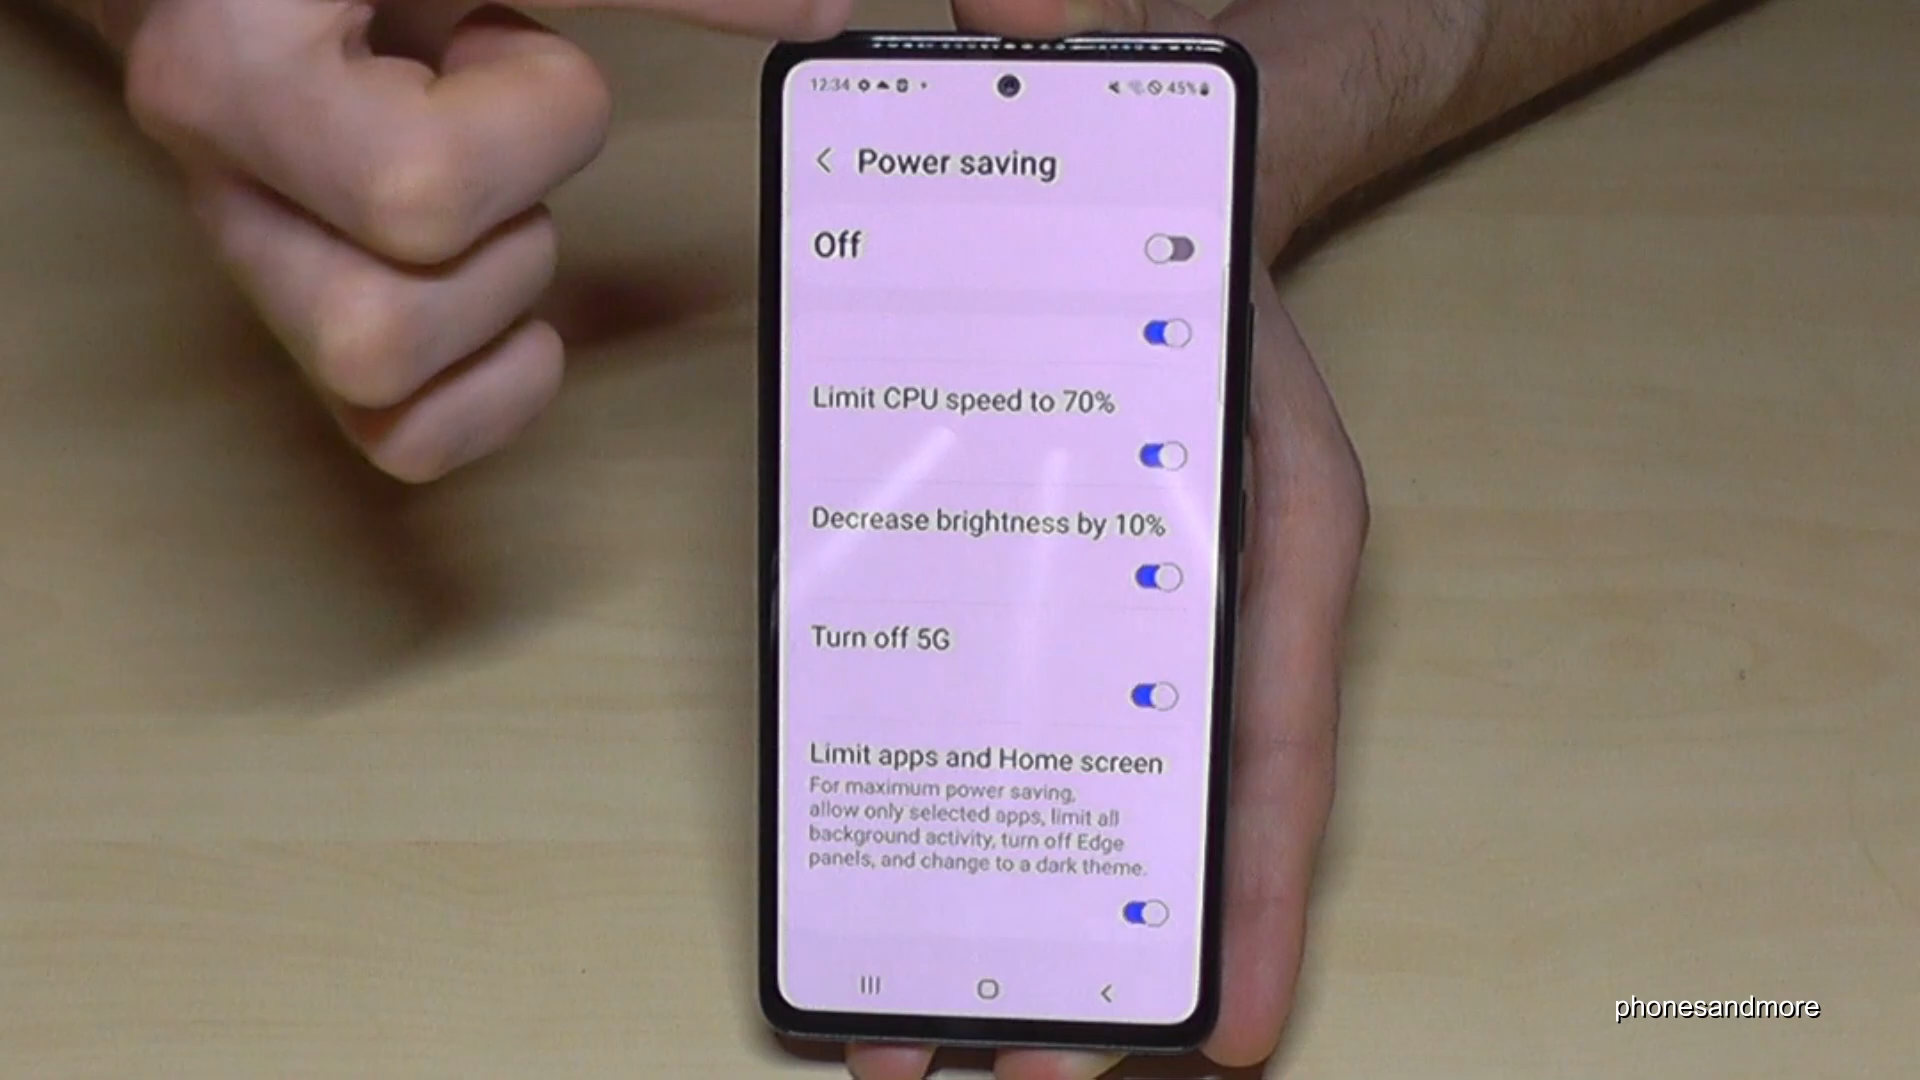 12:34
45%
Power saving
Off
Limit CPU speed to 70%
Decrease brightness by 10%
Turn off 5G
Limit apps and Home screen
For maximum power saving,
allow only selected apps, limit all
background activity, turn off Edge
panels, and change to a dark theme.
phonesandmore